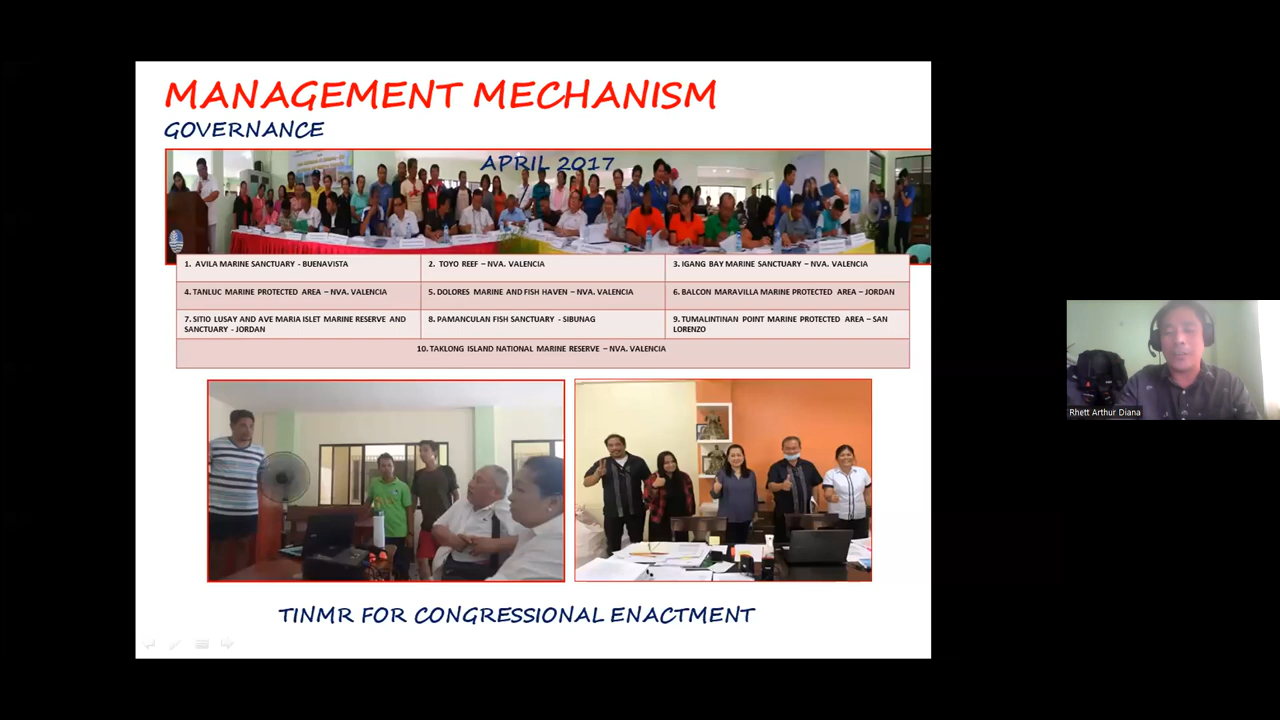 MANAGEMENT MECHANISM
GOVERNANCE
APRIL 2017
1. AVILA MARINE SANCTUARY - BUENAVISTA
2. TOYO REEF – NVA. VALENCIA
3. IGANG BAY MARINE SANCTUARY – NVA. VALENCIA
4. TANLUC MARINE PROTECTED AREA – NVA. VALENCIA
5. DOLORES MARINE AND FISH HAVEN – NVA. VALENCIA
6. BALCON MARAVILLA MARINE PROTECTED AREA – JORDAN
7. SITIO LUSAY AND AVE MARIA ISLET MARINE RESERVE AND
SANCTUARY - JORDAN
8. PAMANCULAN FISH SANCTUARY - SIBUNAG
9. TUMALINTINAN POINT MARINE PROTECTED AREA – SAN
LORENZO
10. TAKLONG ISLAND NATIONAL MARINE RESERVE – NVA. VALENCIA
TINMR FOR CONGRESSIONAL ENACTMENT
Rhett Arthur Diana